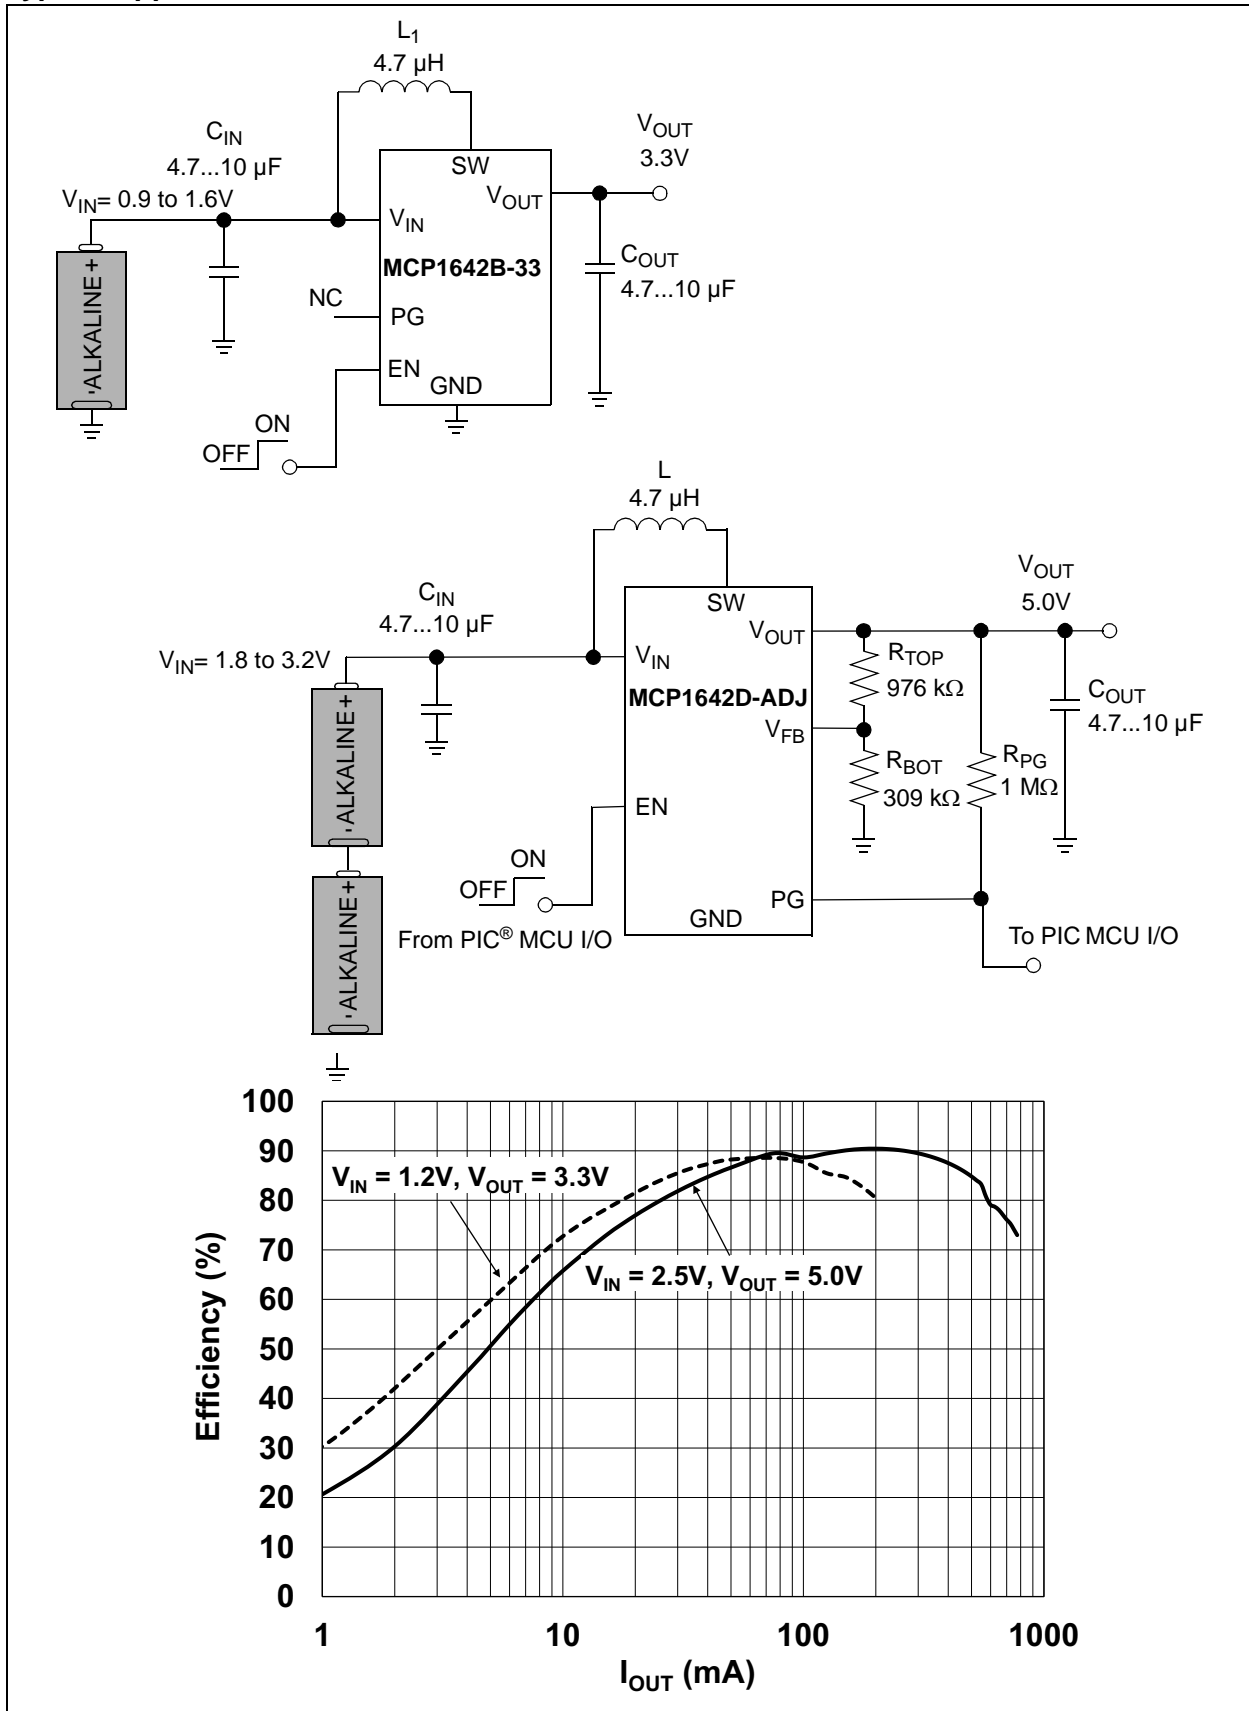 L1
4.7 µH
CIN
4.7...10 µF
VIN= 0.9 to 1.6V
VOUT
3.3V
SW
VOUT
VIN
MCP1642B-33
COUT
4.7...10 µF
- ALKALINE +
NC
PG
EN
GND
ON
OFF
L
4.7 µH
CIN
4.7...10 µF
VIN= 1.8 to 3.2V
VOUT
5.0V
SW
VOUT
VIN
RTOP
976 kΩ
MCP1642D-ADJ
COUT
4.7...10 µF
VFB
RBOT
309 kΩ
RPG
1 MΩ
- ALKALINE +
EN
ON
OFF
- ALKALINE +
PG
GND
From PIC® MCU I/O
To PIC MCU I/O
100
90
80
70
60
50
40
30
20
10
0
Efficiency (%)
VIN = 1.2V, VOUT = 3.3V
VIN = 2.5V, VOUT = 5.0V
1
10
100
1000
IOUT (mA)